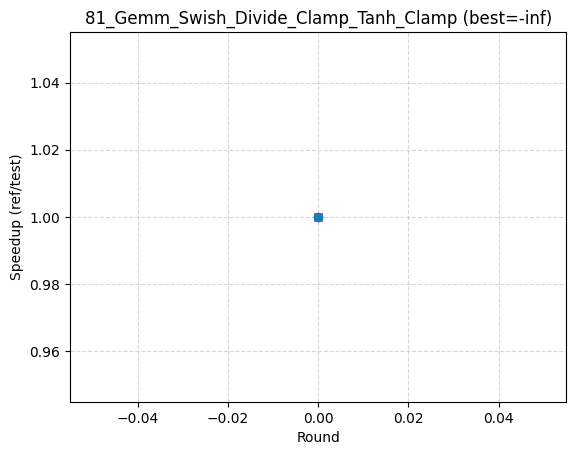 81_Gemm_Swish_Divide_Clamp_Tanh_Clamp (best=-inf)
Speedup (ref/test)
1.04
1.02
1.00
0.98
0.96
−0.04 −0.02 0.00 0.02 0.04
Round